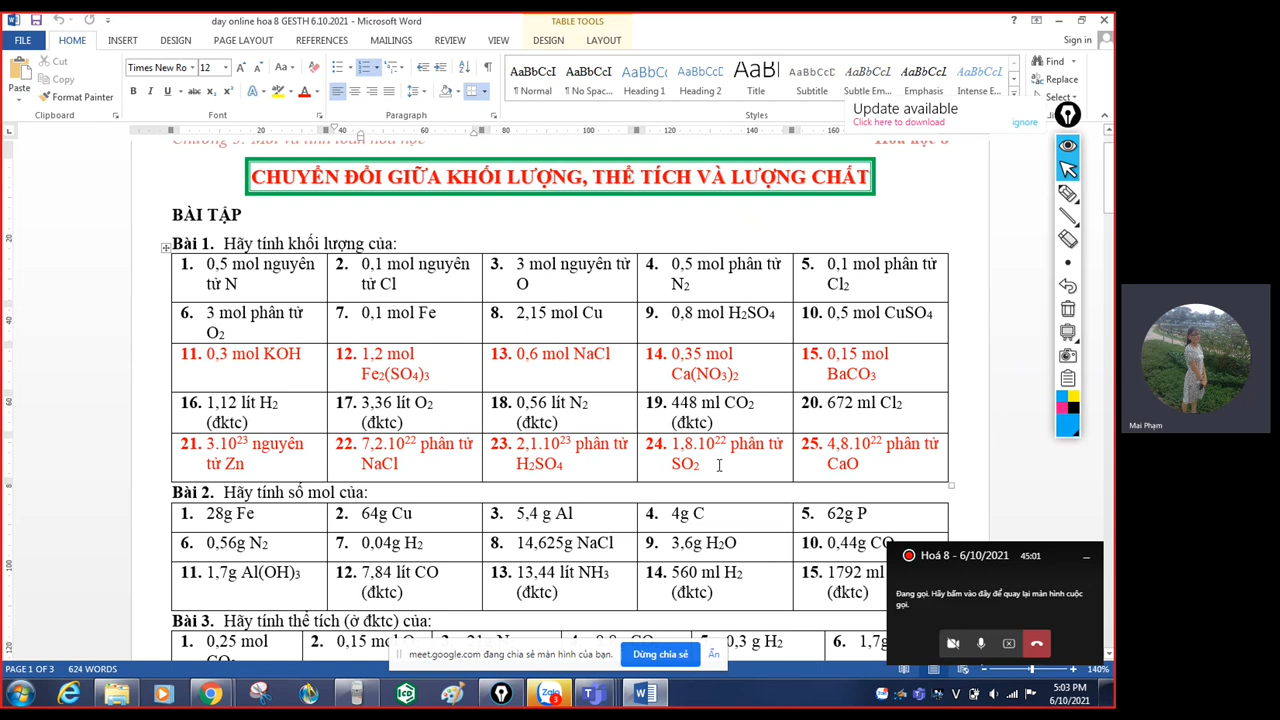 day online hoa 8 GESTH 6.10.2021 - Microsoft Word
TABLE TOOLS
FILE HOME INSERT DESIGN PAGE LAYOUT REFERENCES MAILINGS REVIEW VIEW DESIGN LAYOUT
Sign in
Paste
Cut
Copy
Format Painter
Clipboard
Times New Ro 12
Font
Paragraph
AaBbCcI AaBbCcI AaBbCc AaBbCc AaB AaBbCcI AaBbCcI AaBbCcI AaBbCcI
¶ Normal ¶ No Spac... Heading 1 Heading 2 Title Subtitle Subtle Em... Emphasis Intense E...
Styles
Find
Replace
Select
Update available
Click here to download ignore
20 40 60 80 100 120 140 160
CHUYỂN ĐỔI GIỮA KHỐI LƯỢNG, THỂ TÍCH VÀ LƯỢNG CHẤT
BÀI TẬP
Bài 1. Hãy tính khối lượng của:
1. 0,5 mol nguyên tử N
2. 0,1 mol nguyên tử Cl
3. 3 mol nguyên tử O
4. 0,5 mol phân tử N₂
5. 0,1 mol phân tử Cl₂
6. 3 mol phân tử O₂
7. 0,1 mol Fe
8. 2,15 mol Cu
9. 0,8 mol H₂SO₄
10. 0,5 mol CuSO₄
11. 0,3 mol KOH
12. 1,2 mol Fe₂(SO₄)₃
13. 0,6 mol NaCl
14. 0,35 mol Ca(NO₃)₂
15. 0,15 mol BaCO₃
16. 1,12 lít H₂ (đktc)
17. 3,36 lít O₂ (đktc)
18. 0,56 lít N₂ (đktc)
19. 448 ml CO₂ (đktc)
20. 672 ml Cl₂
21. 3.10²³ nguyên tử Zn
22. 7,2.10²² phân tử NaCl
23. 2,1.10²³ phân tử H₂SO₄
24. 1,8.10²² phân tử SO₂
25. 4,8.10²² phân tử CaO
Bài 2. Hãy tính số mol của:
1. 28g Fe
2. 64g Cu
3. 5,4 g Al
4. 4g C
5. 62g P
6. 0,56g N₂
7. 0,04g H₂
8. 14,625g NaCl
9. 3,6g H₂O
10. 0,44g CO
11. 1,7g Al(OH)₃
12. 7,84 lít CO (đktc)
13. 13,44 lít NH₃ (đktc)
14. 560 ml H₂ (đktc)
15. 1792 ml (đktc)
Bài 3. Hãy tính thể tích (ở đktc) của:
1. 0,25 mol
2. 0,15 mol
5. 0,3 g H₂
6. 1,7g
Hoá 8 - 6/10/2021 45:01
Đang gọi. Hãy bấm vào đây để quay lại màn hình cuộc gọi.
meet.google.com đang chia sẻ màn hình của bạn. Dừng chia sẻ Ẩn
Mai Phạm
PAGE 1 OF 3 624 WORDS
140%
5:03 PM
6/10/2021